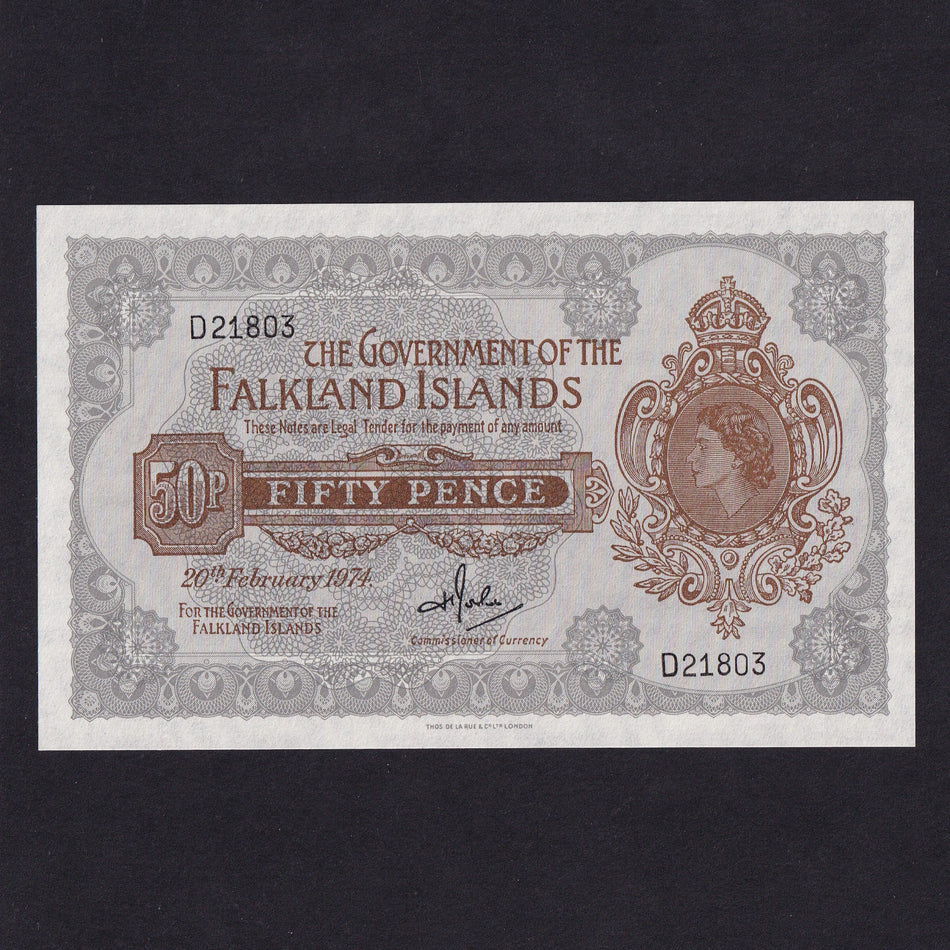 D21803
THE GOVERNMENT OF THE
FALKLAND ISLANDS
These Notes are Legal Tender for the payment of any amount
50P
FIFTY PENCE
20th February 1974.
FOR THE GOVERNMENT OF THE
FALKLAND ISLANDS
Commissioner of Currency
D21803
THOS. DE LA RUE & CO. LTD. LONDON